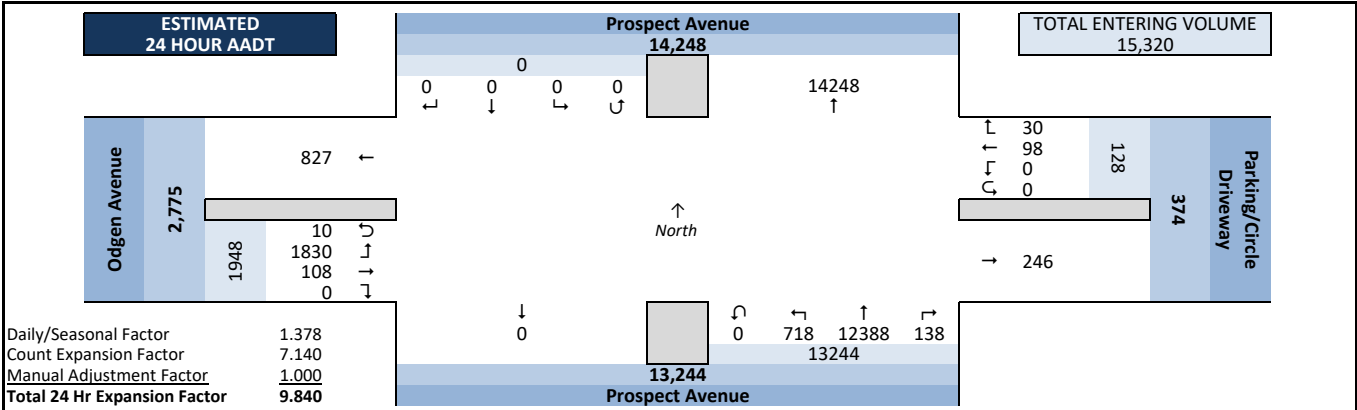 ESTIMATED
24 HOUR AADT
Prospect Avenue
14,248
TOTAL ENTERING VOLUME
15,320
0
0 0 0 0
↵ ↓ ↳ ↺
14248
↑
Odgen Avenue
2,775
827 ←
1948
10 ⮌
1830 ↑
108 →
0 ↴
↑
North
↑ 30
← 98
↓ 0
⮎ 0
128
374
Parking/Circle
Driveway
→ 246
↓
0
↶ ↰ ↑ ↱
0 718 12388 138
13244
13,244
Prospect Avenue
Daily/Seasonal Factor 1.378
Count Expansion Factor 7.140
Manual Adjustment Factor 1.000
Total 24 Hr Expansion Factor 9.840